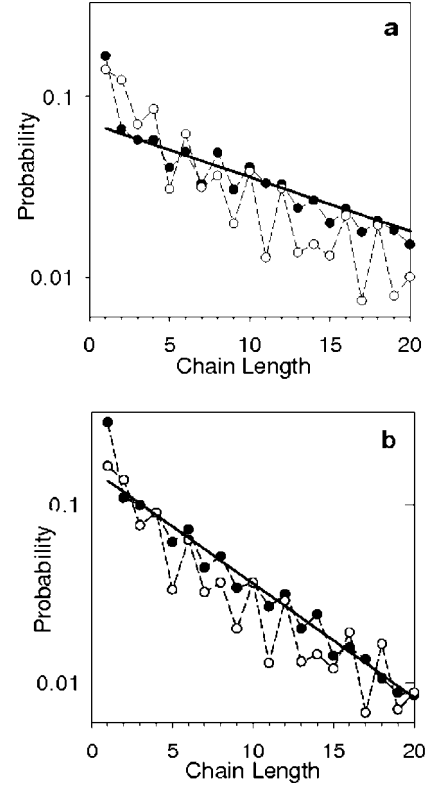 a
0.1
Probability
0.01
0 5 10 15 20
Chain Length
b
0.1
Probability
0.01
0 5 10 15 20
Chain Length